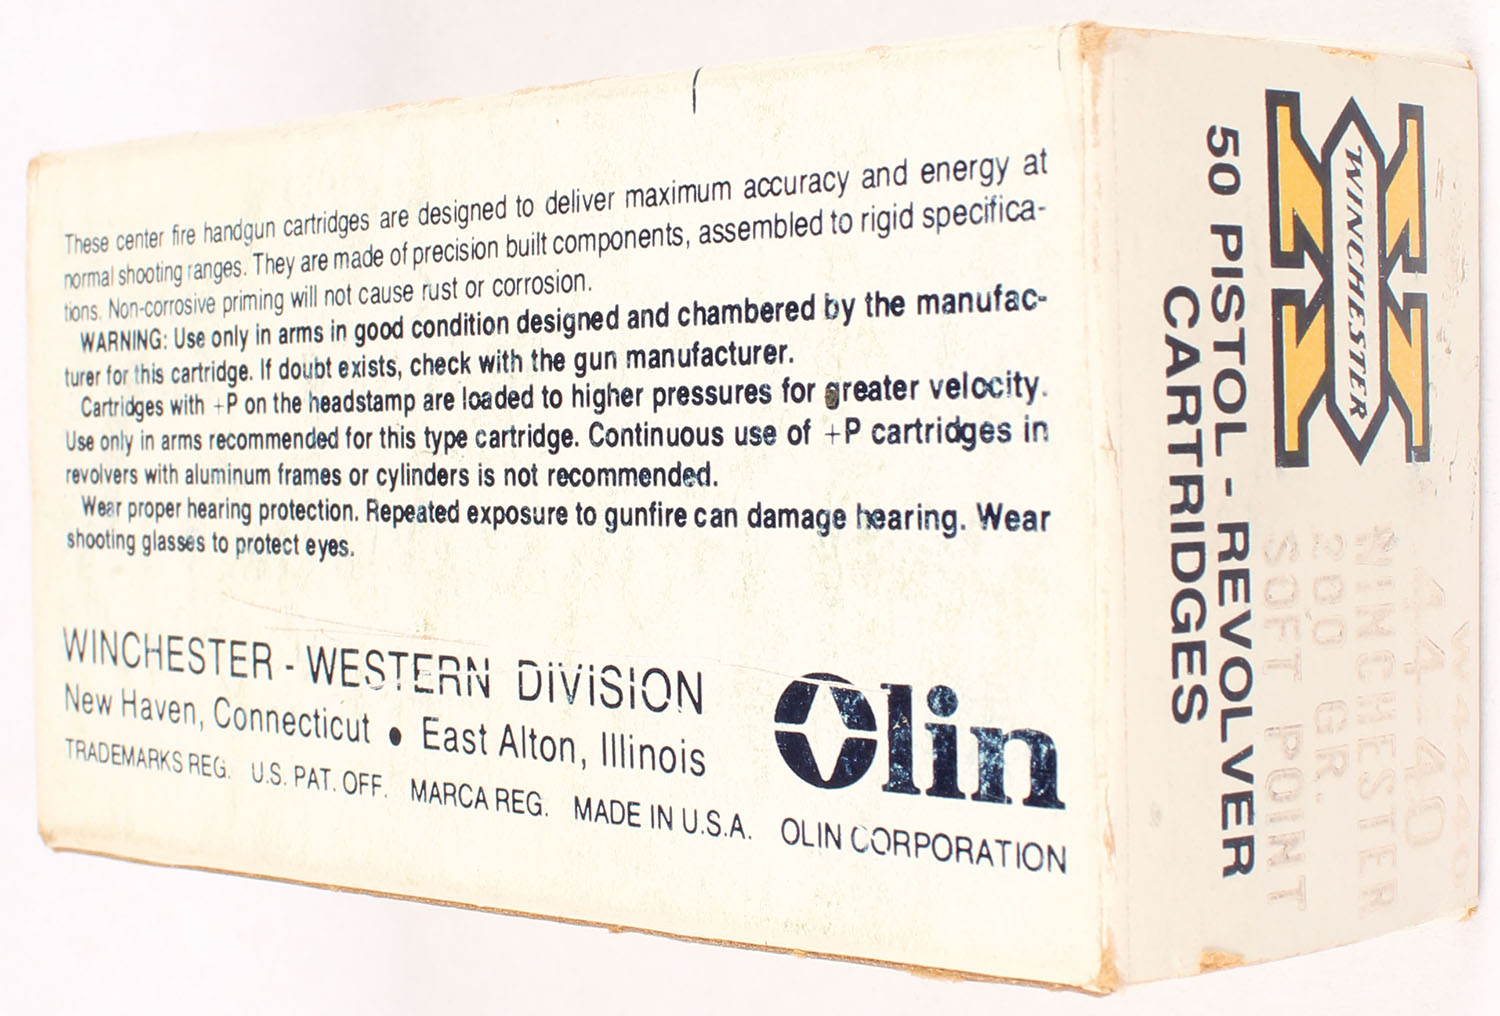 These center fire handgun cartridges are designed to deliver maximum accuracy and energy at
normal shooting ranges. They are made of precision built components, assembled to rigid specifica-
tions. Non-corrosive priming will not cause rust or corrosion.
WARNING: Use only in arms in good condition designed and chambered by the manufac-
turer for this cartridge. If doubt exists, check with the gun manufacturer.
Cartridges with +P on the headstamp are loaded to higher pressures for greater velocity.
Use only in arms recommended for this type cartridge. Continuous use of +P cartridges in
revolvers with aluminum frames or cylinders is not recommended.
Wear proper hearing protection. Repeated exposure to gunfire can damage hearing. Wear
shooting glasses to protect eyes.
WINCHESTER - WESTERN DIVISION
New Haven, Connecticut • East Alton, Illinois
TRADEMARKS REG. U.S. PAT. OFF. MARCA REG. MADE IN U.S.A. OLIN CORPORATION
Olin
X
WINCHESTER
50 PISTOL - REVOLVER
CARTRIDGES
W4440
44-40
WINCHESTER
200 GR.
SOFT POINT